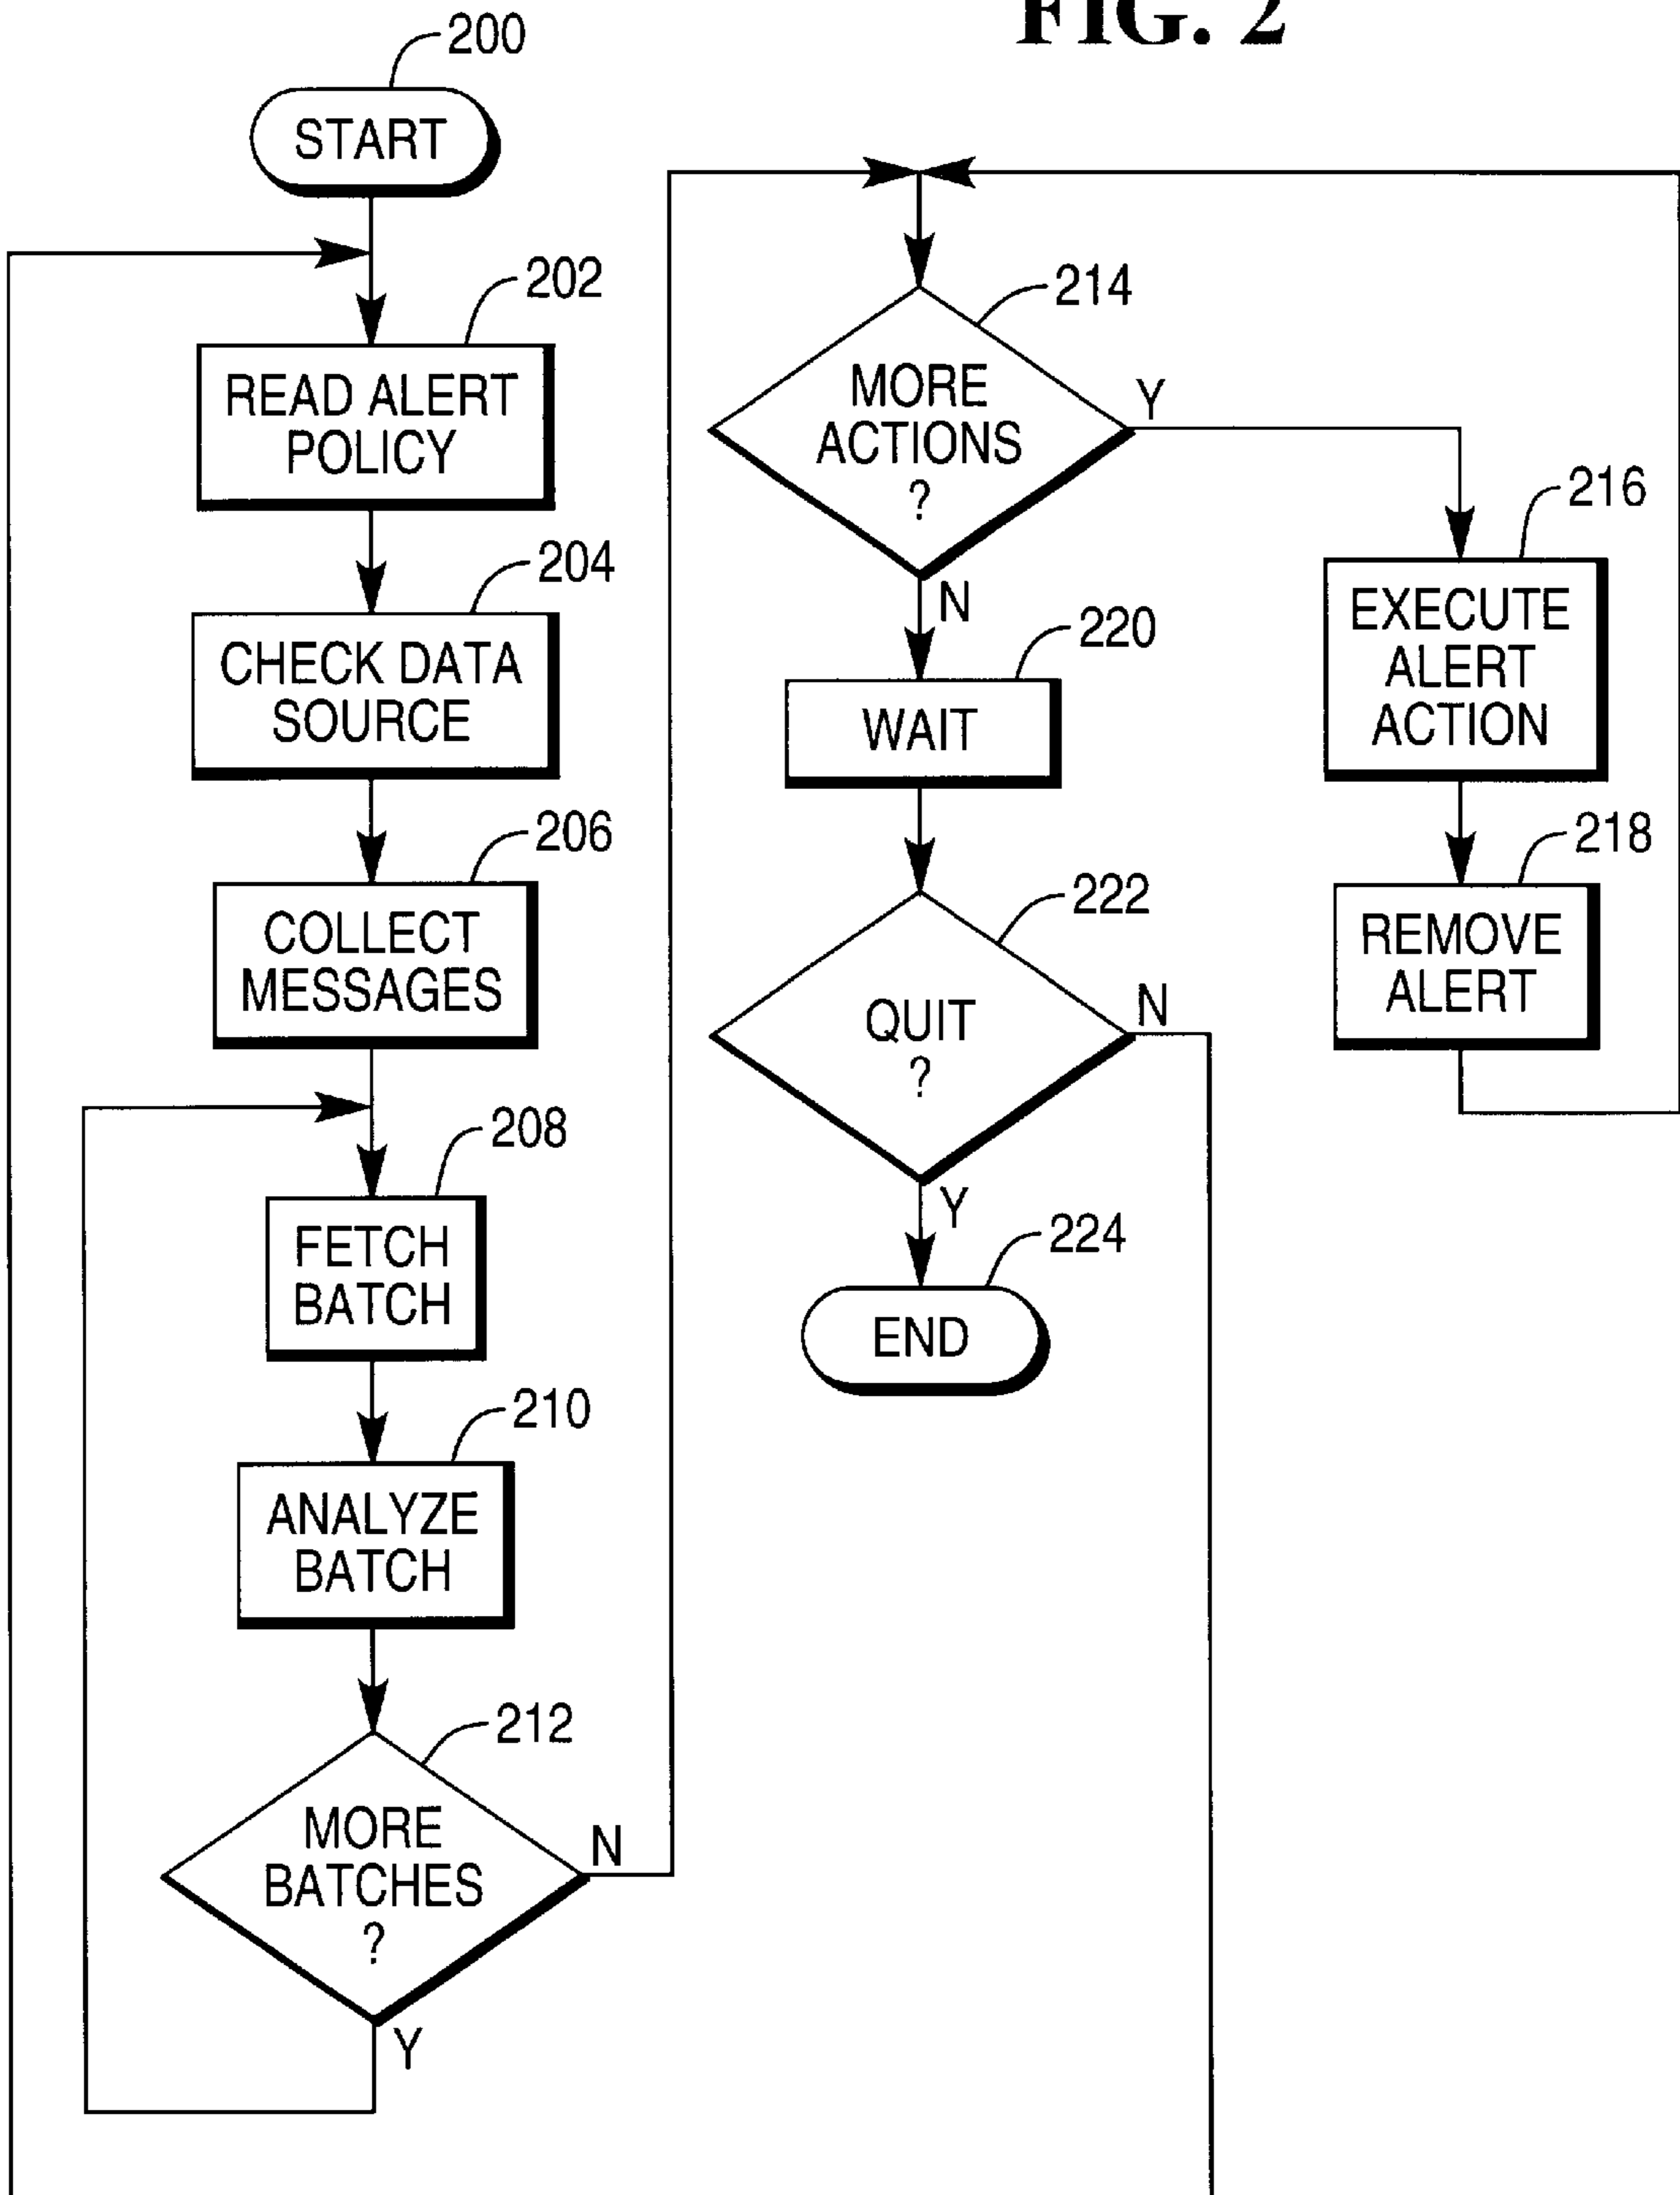 FIG. 2
200
START
202
READ ALERT
POLICY
204
CHECK DATA
SOURCE
206
COLLECT
MESSAGES
208
FETCH
BATCH
210
ANALYZE
BATCH
212
MORE
BATCHES
?
N
Y
214
MORE
ACTIONS
?
Y
N
216
EXECUTE
ALERT
ACTION
218
REMOVE
ALERT
220
WAIT
222
QUIT
?
N
Y
224
END